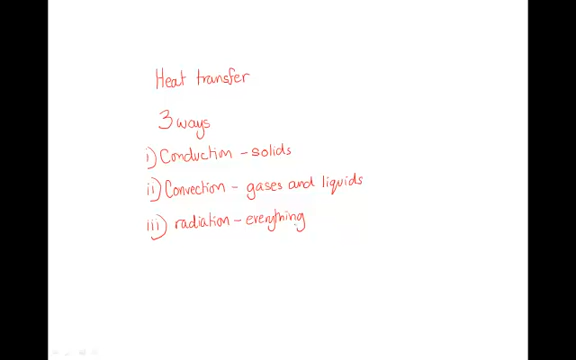 Heat transfer
3 ways
i) Conduction - solids
ii) Convection - gases and liquids
iii) radiation - everything